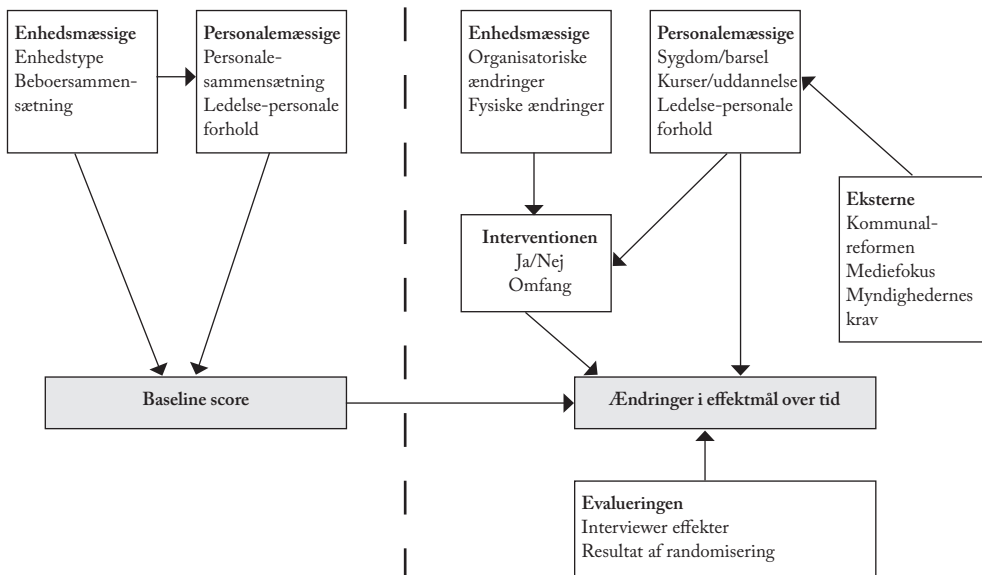 Enhedsmæssige
Enhedstype
Beboersammen-
sætning
Personalemæssige
Personale-
sammensætning
Ledelse-personale
forhold
Enhedsmæssige
Organisatoriske
ændringer
Fysiske ændringer
Personalemæssige
Sygdom/barsel
Kurser/uddannelse
Ledelse-personale
forhold
Eksterne
Kommunal-
reformen
Mediefokus
Myndighedernes
krav
Interventionen
Ja/Nej
Omfang
Baseline score
Ændringer i effektmål over tid
Evalueringen
Interviewer effekter
Resultat af randomisering